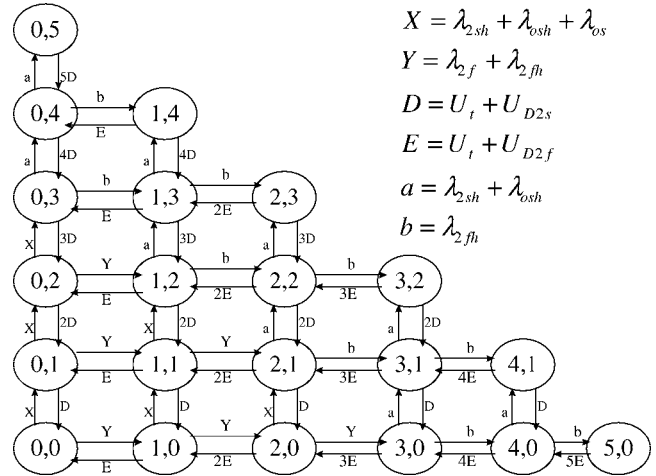 0,5
X = λ2sh + λosh + λos
Y = λ2f + λ2fh
D = Ut + UD2s
E = Ut + UD2f
a = λ2sh + λosh
b = λ2fh
a 5D
b
0,4 1,4
E
a 4D a 4D
b b
0,3 1,3 2,3
E 2E
X 3D a 3D a 3D
Y b b
0,2 1,2 2,2 3,2
E 2E 3E
X 2D X 2D a 2D a 2D
Y Y b b
0,1 1,1 2,1 3,1 4,1
E 2E 3E 4E
X D X D X D a D a D
Y Y Y b b
0,0 1,0 2,0 3,0 4,0 5,0
E 2E 3E 4E 5E